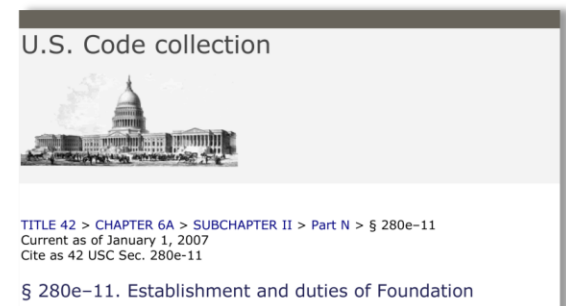 U.S. Code collection
TITLE 42 > CHAPTER 6A > SUBCHAPTER II > Part N > § 280e–11
Current as of January 1, 2007
Cite as 42 USC Sec. 280e-11
§ 280e–11. Establishment and duties of Foundation